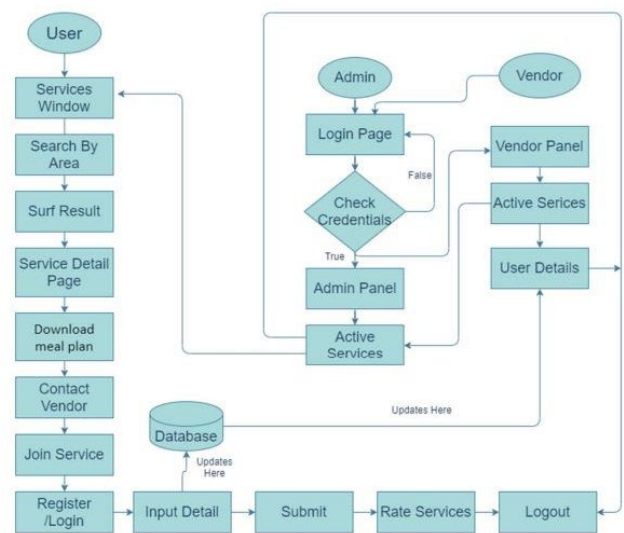 User
Services
Window
Search By
Area
Surf Result
Service Detail
Page
Download
meal plan
Contact
Vendor
Join Service
Register
/Login
Admin
Vendor
Login Page
False
Check
Credentials
True
Admin Panel
Active
Services
Vendor Panel
Active Serices
User Details
Updates Here
Database
Updates
Here
Input Detail
Submit
Rate Services
Logout